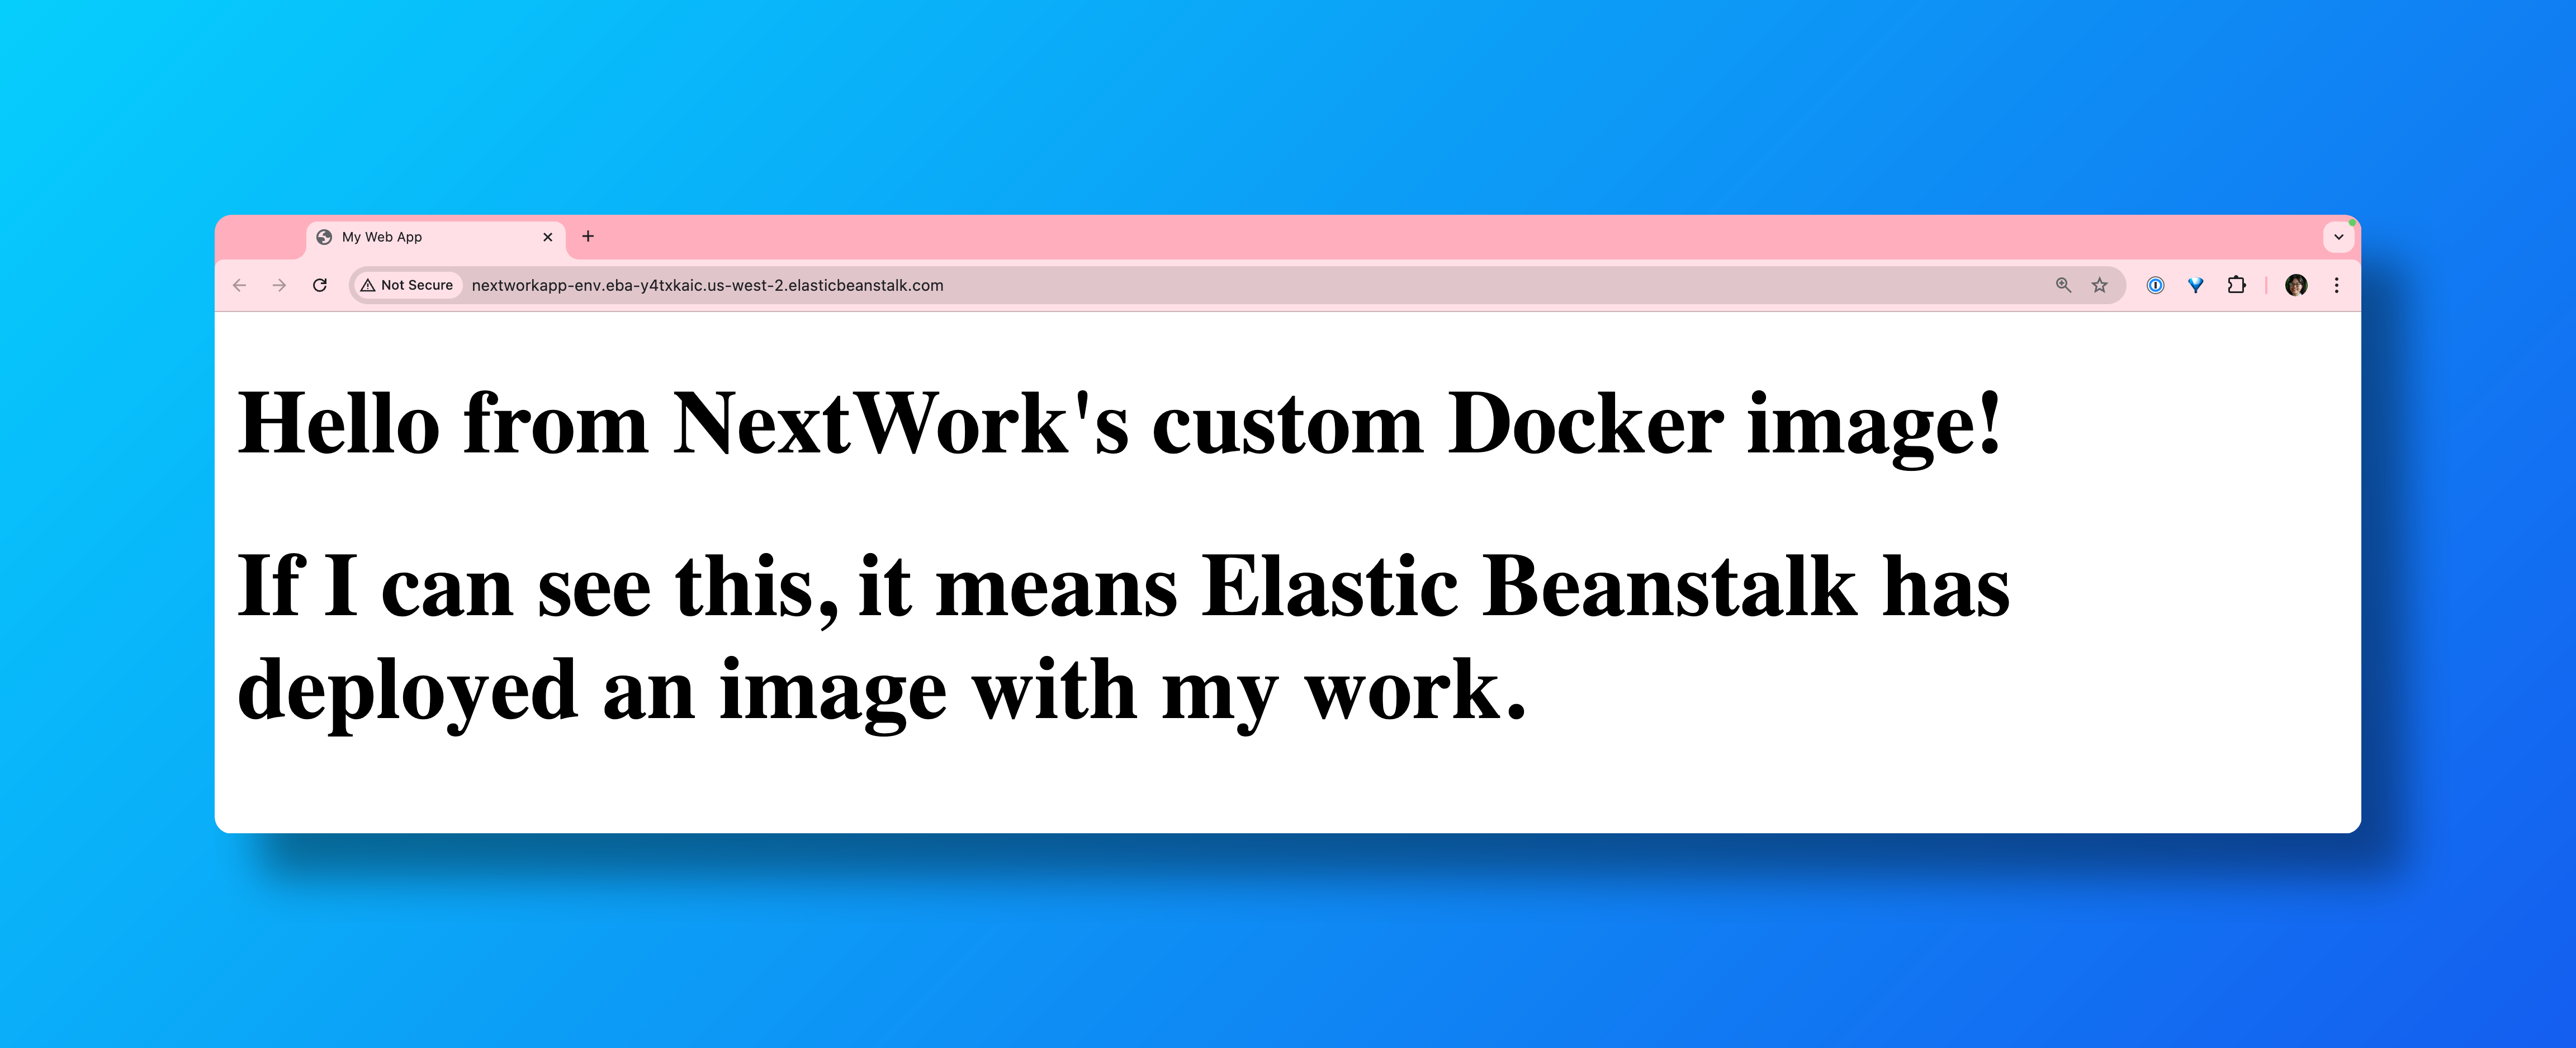 My Web App
Not Secure nextworkapp-env.eba-y4txkaic.us-west-2.elasticbeanstalk.com
Hello from NextWork's custom Docker image!
If I can see this, it means Elastic Beanstalk has
deployed an image with my work.